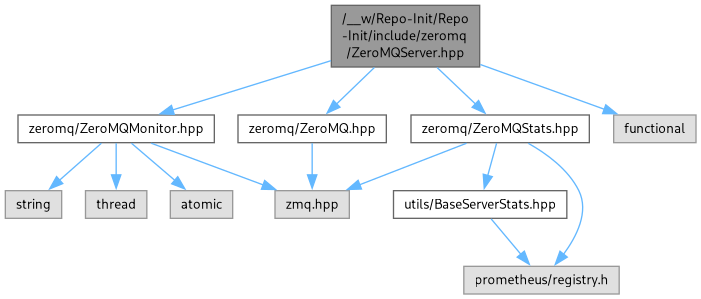 /__w/Repo-Init/Repo
-Init/include/zeromq
/ZeroMQServer.hpp
zeromq/ZeroMQMonitor.hpp
zeromq/ZeroMQ.hpp
zeromq/ZeroMQStats.hpp
functional
string
thread
atomic
zmq.hpp
utils/BaseServerStats.hpp
prometheus/registry.h